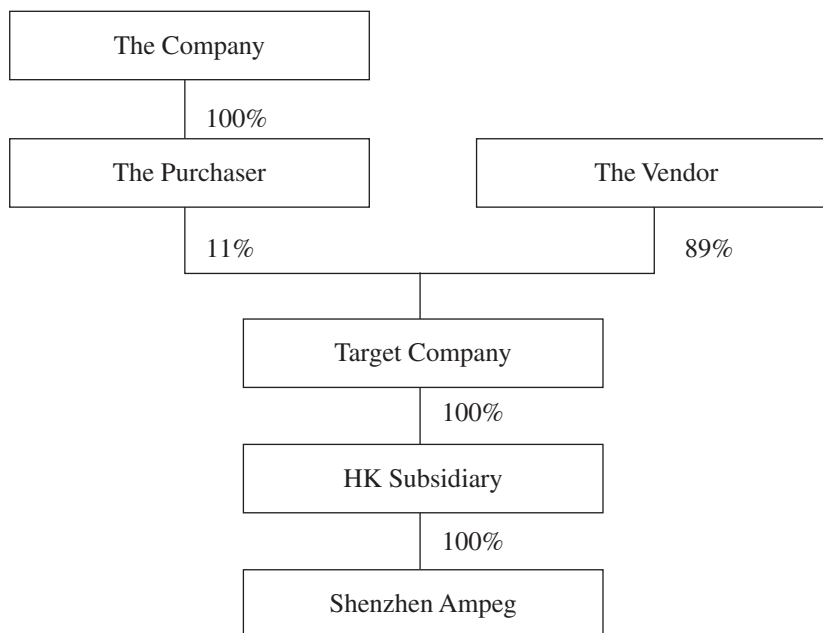 The Company
100%
The Purchaser
The Vendor
11%
89%
Target Company
100%
HK Subsidiary
100%
Shenzhen Ampeg